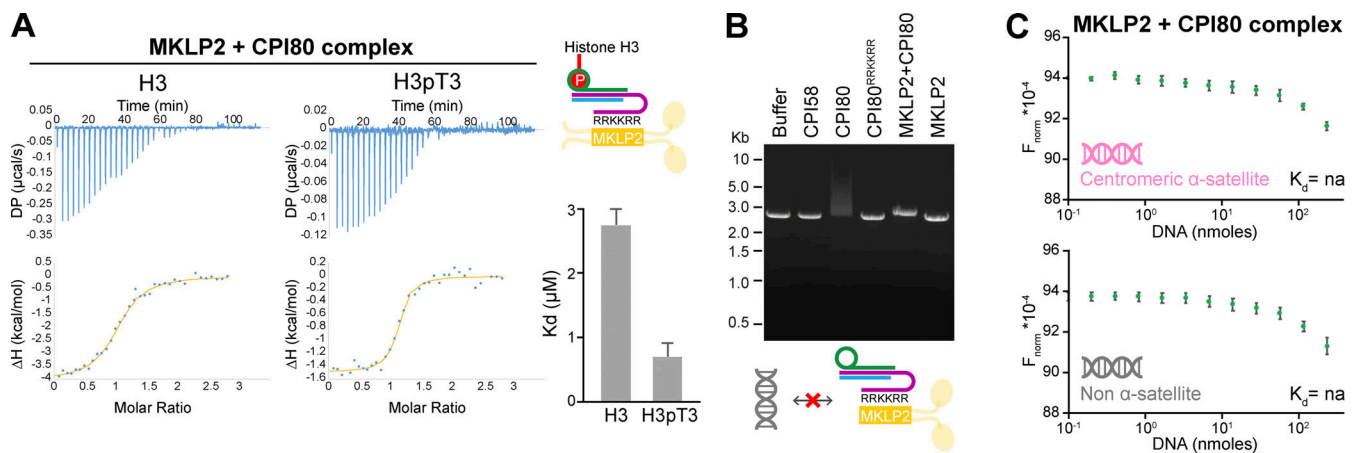 A
MKLP2 + CPI80 complex
H3
Time (min)
0 20 40 60 80 100 120
0.05
0
-0.05
-0.1
-0.15
-0.2
-0.25
-0.3
-0.35
DP (µcal/s)
0.5
0
-0.5
-1.0
-1.5
-2.0
-2.5
-3.0
-3.5
-4
ΔH (kcal/mol)
0 0.5 1 1.5 2 2.5 3
Molar Ratio
H3pT3
Time (min)
0 20 40 60 80 100 120
0.02
0
-0.02
-0.04
-0.06
-0.08
-0.1
-0.12
DP (µcal/s)
0.2
0
-0.2
-0.4
-0.6
-0.8
-1
-1.2
-1.4
-1.6
ΔH (kcal/mol)
0 0.5 1 1.5 2 2.5 3
Molar Ratio
Histone H3
P
RRKKRR
MKLP2
3
2
1
0
Kd (µM)
H3 H3pT3
B
Buffer
CPI58
CPI80
CPI80RRKKRR
MKLP2+CPI80
MKLP2
Kb
10
5.0
3.0
2.0
1.5
1.0
0.5
RRKKRR
MKLP2
C
MKLP2 + CPI80 complex
96
94
92
90
88
Fnorm *10-4
Centromeric α-satellite
Kd= na
10-1 100 101 102
DNA (nmoles)
96
94
92
90
88
Fnorm *10-4
Non α-satellite
Kd= na
10-1 100 101 102
DNA (nmoles)